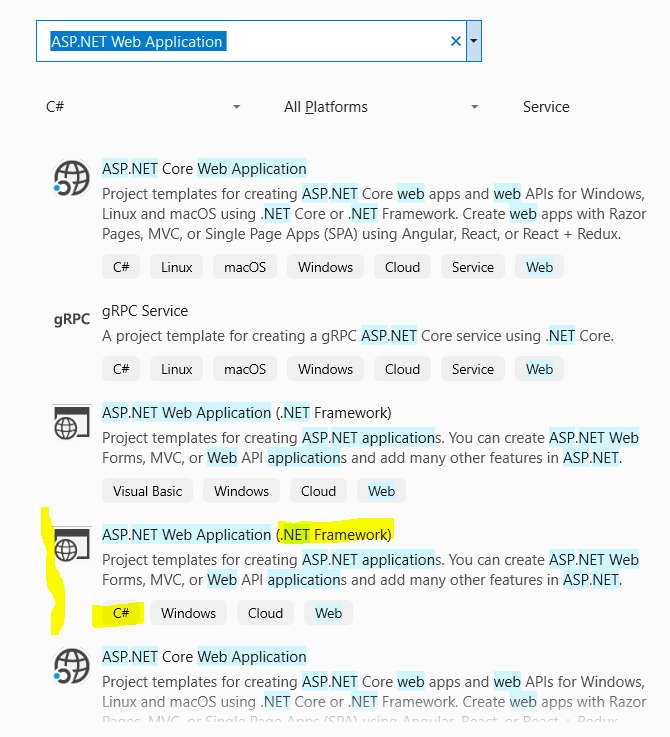 ASP.NET Web Application
C# All Platforms Service
ASP.NET Core Web Application
Project templates for creating ASP.NET Core web apps and web APIs for Windows,
Linux and macOS using .NET Core or .NET Framework. Create web apps with Razor
Pages, MVC, or Single Page Apps (SPA) using Angular, React, or React + Redux.
C# Linux macOS Windows Cloud Service Web
gRPC gRPC Service
A project template for creating a gRPC ASP.NET Core service using .NET Core.
C# Linux macOS Windows Cloud Service Web
ASP.NET Web Application (.NET Framework)
Project templates for creating ASP.NET applications. You can create ASP.NET Web
Forms, MVC, or Web API applications and add many other features in ASP.NET.
Visual Basic Windows Cloud Web
ASP.NET Web Application (.NET Framework)
Project templates for creating ASP.NET applications. You can create ASP.NET Web
Forms, MVC, or Web API applications and add many other features in ASP.NET.
C# Windows Cloud Web
ASP.NET Core Web Application
Project templates for creating ASP.NET Core web apps and web APIs for Windows,
Linux and macOS using .NET Core or .NET Framework. Create web apps with Razor
Pages, MVC, or Single Page Apps (SPA) using Angular, React, or React + Redux.